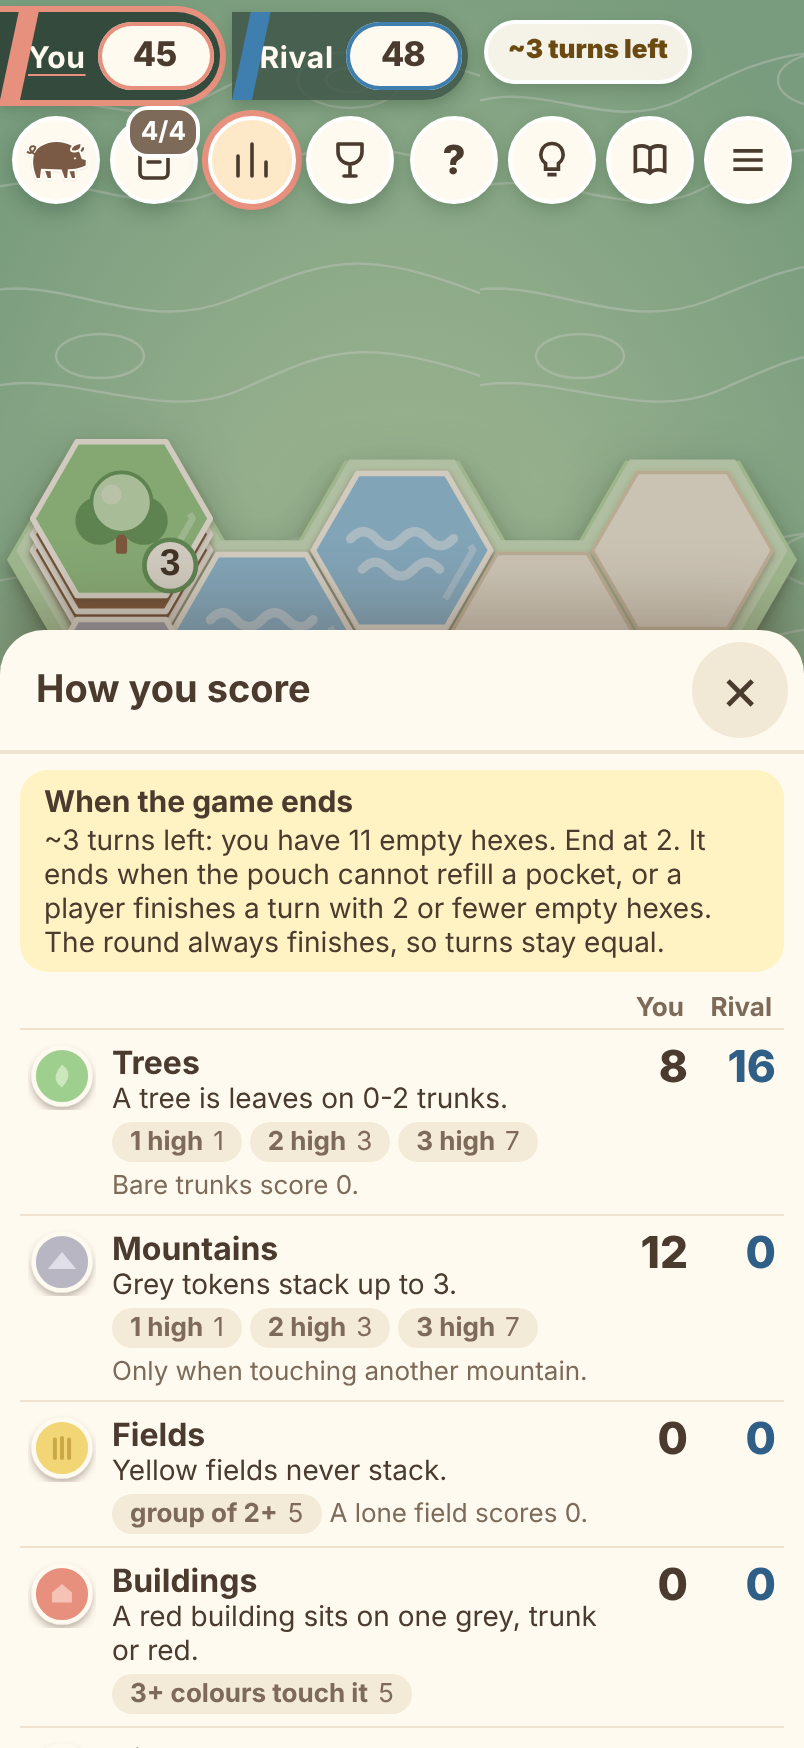 You 45 Rival 48 ~3 turns left
4/4
?
3
How you score
When the game ends
~3 turns left: you have 11 empty hexes. End at 2. It
ends when the pouch cannot refill a pocket, or a
player finishes a turn with 2 or fewer empty hexes.
The round always finishes, so turns stay equal.
You Rival
Trees 8 16
A tree is leaves on 0-2 trunks.
1 high 1 2 high 3 3 high 7
Bare trunks score 0.
Mountains 12 0
Grey tokens stack up to 3.
1 high 1 2 high 3 3 high 7
Only when touching another mountain.
Fields 0 0
Yellow fields never stack.
group of 2+ 5 A lone field scores 0.
Buildings 0 0
A red building sits on one grey, trunk
or red.
3+ colours touch it 5